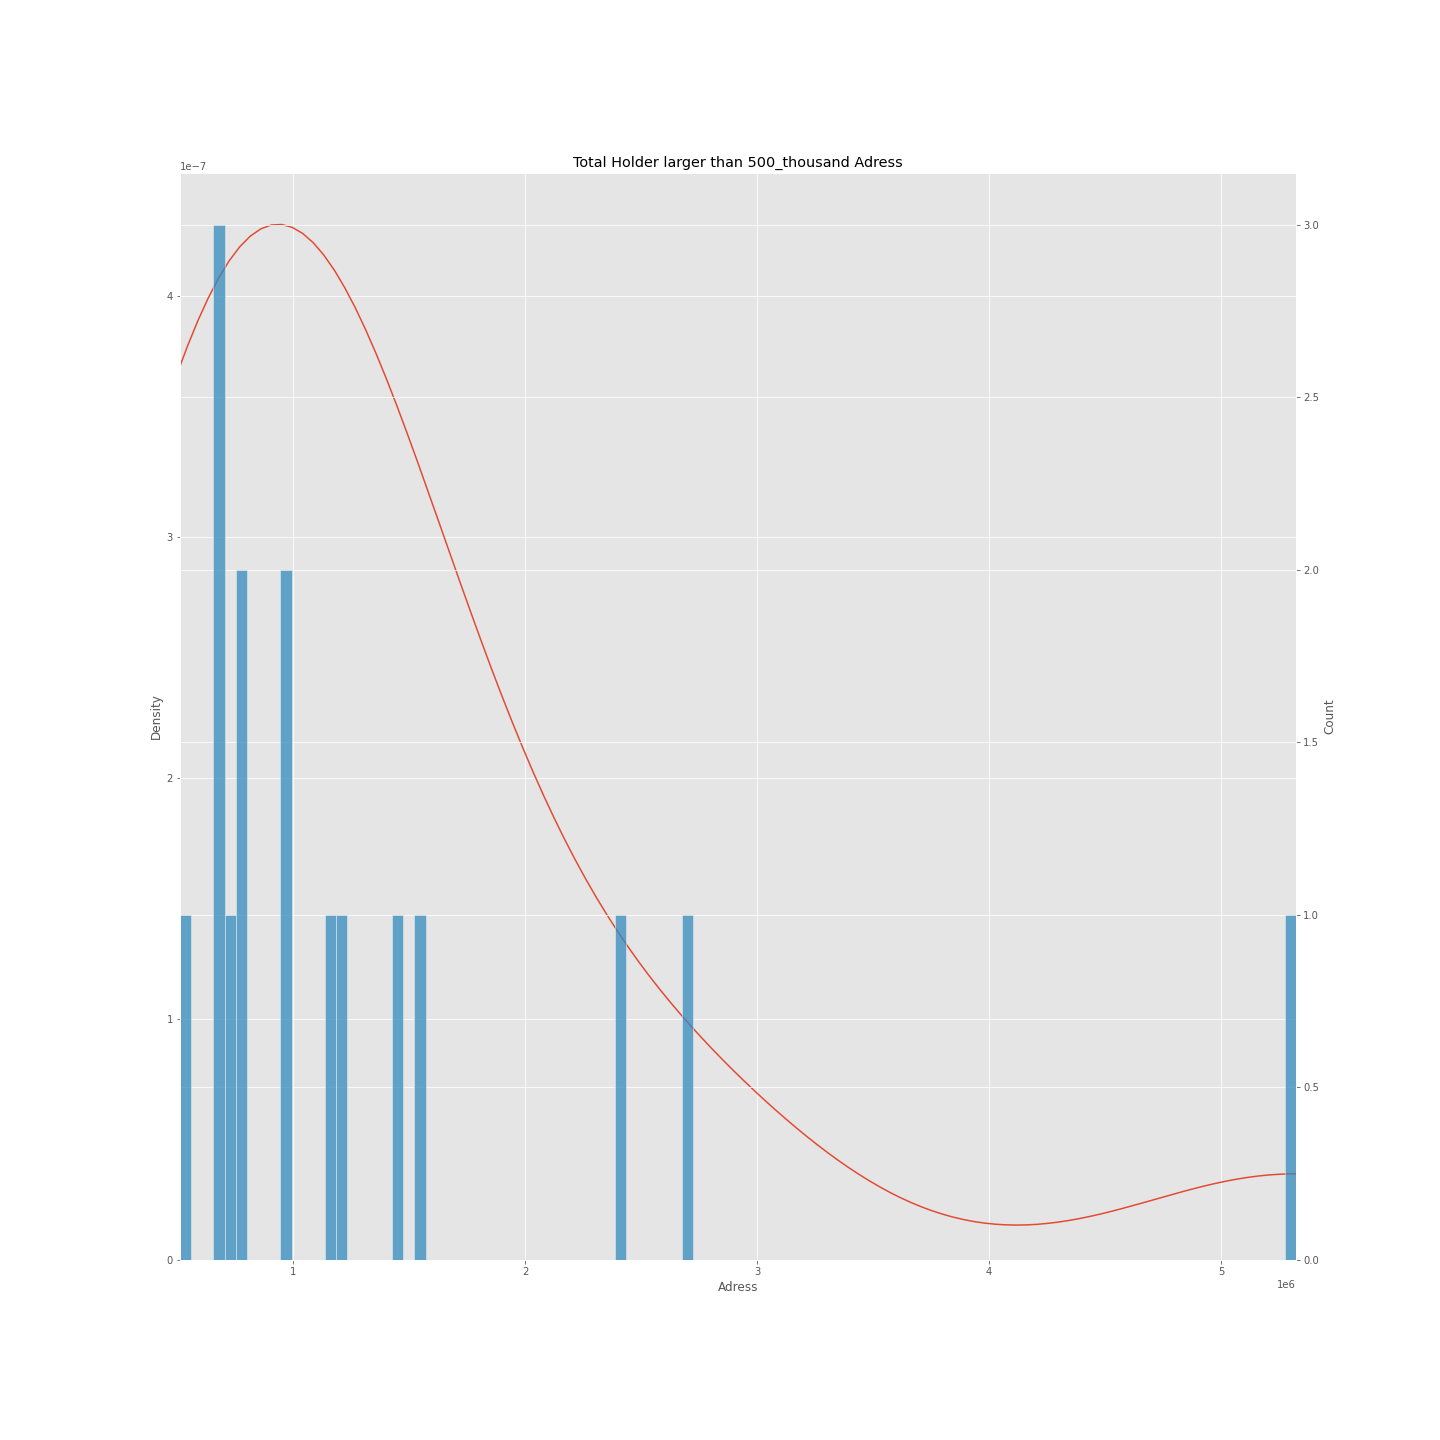 Total Holder larger than 500_thousand Adress
1e−7
4
3
2
1
0
Density
3.0
2.5
2.0
1.5
1.0
0.5
0.0
Count
1 2 3 4 5
1e6
Adress